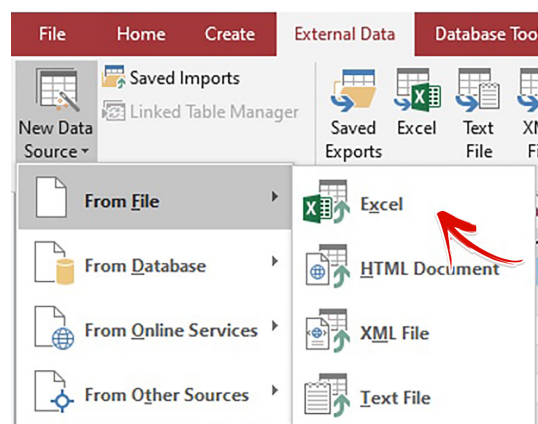 File Home Create External Data Database Too
New Data
Source
Saved Imports
Linked Table Manager
Saved
Exports
Excel
Text
File
From File
From Database
From Online Services
From Other Sources
Excel
HTML Document
XML File
Text File